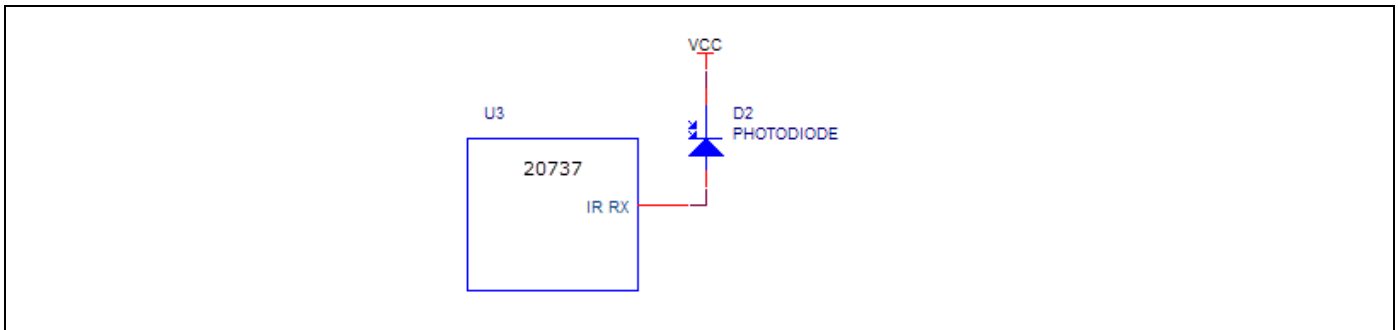 VCC
U3
D2
PHOTODIODE
20737
IR RX